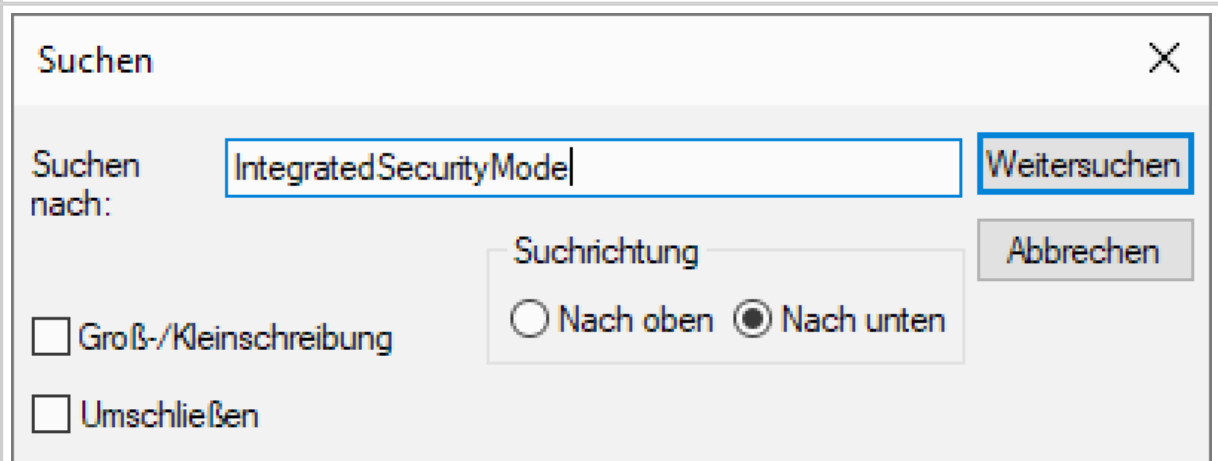 Suchen
Suchen nach:
IntegratedSecurityMode
Weitersuchen
Suchrichtung
Abbrechen
Nach oben Nach unten
Groß-/Kleinschreibung
Umschließen